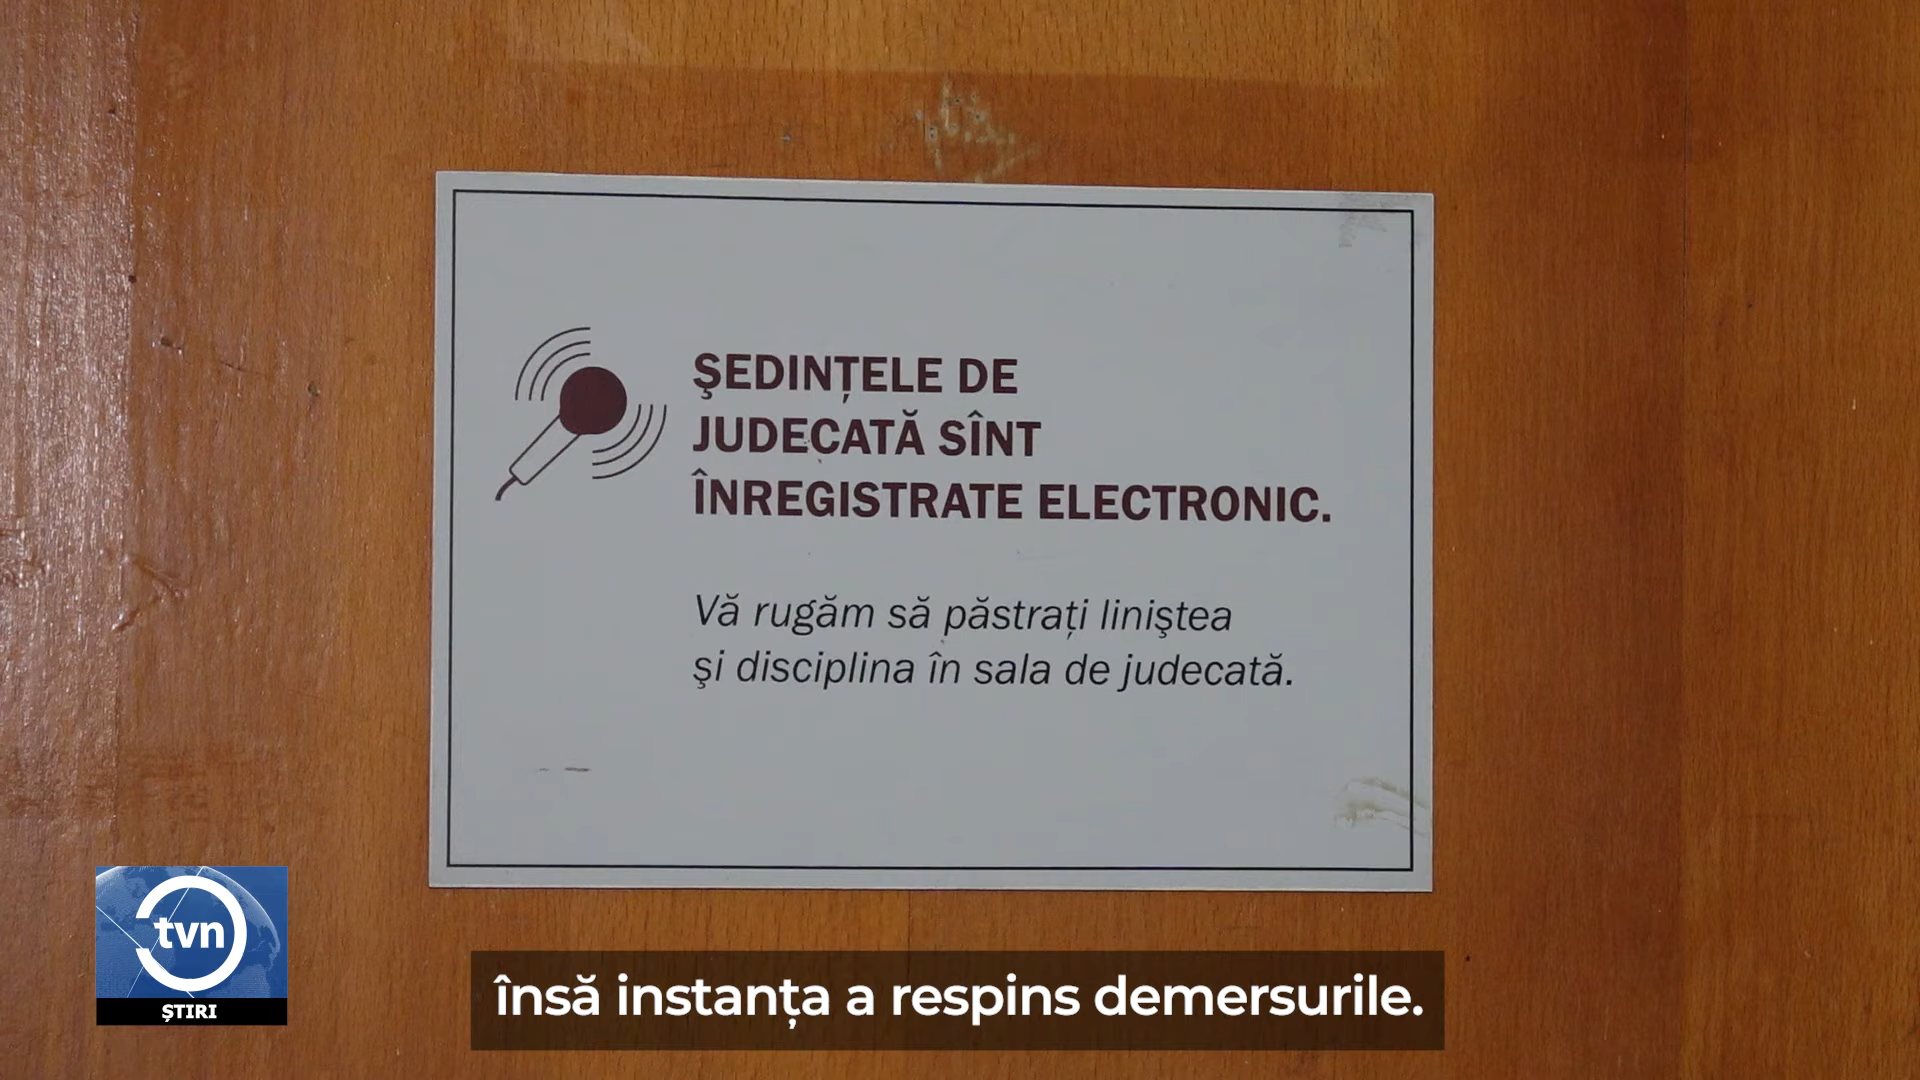 ŞEDINȚELE DE
JUDECATĂ SÎNT
ÎNREGISTRATE ELECTRONIC.
Vă rugăm să păstrați liniştea
şi disciplina în sala de judecată.
tvn
ȘTIRI
însă instanța a respins demersurile.